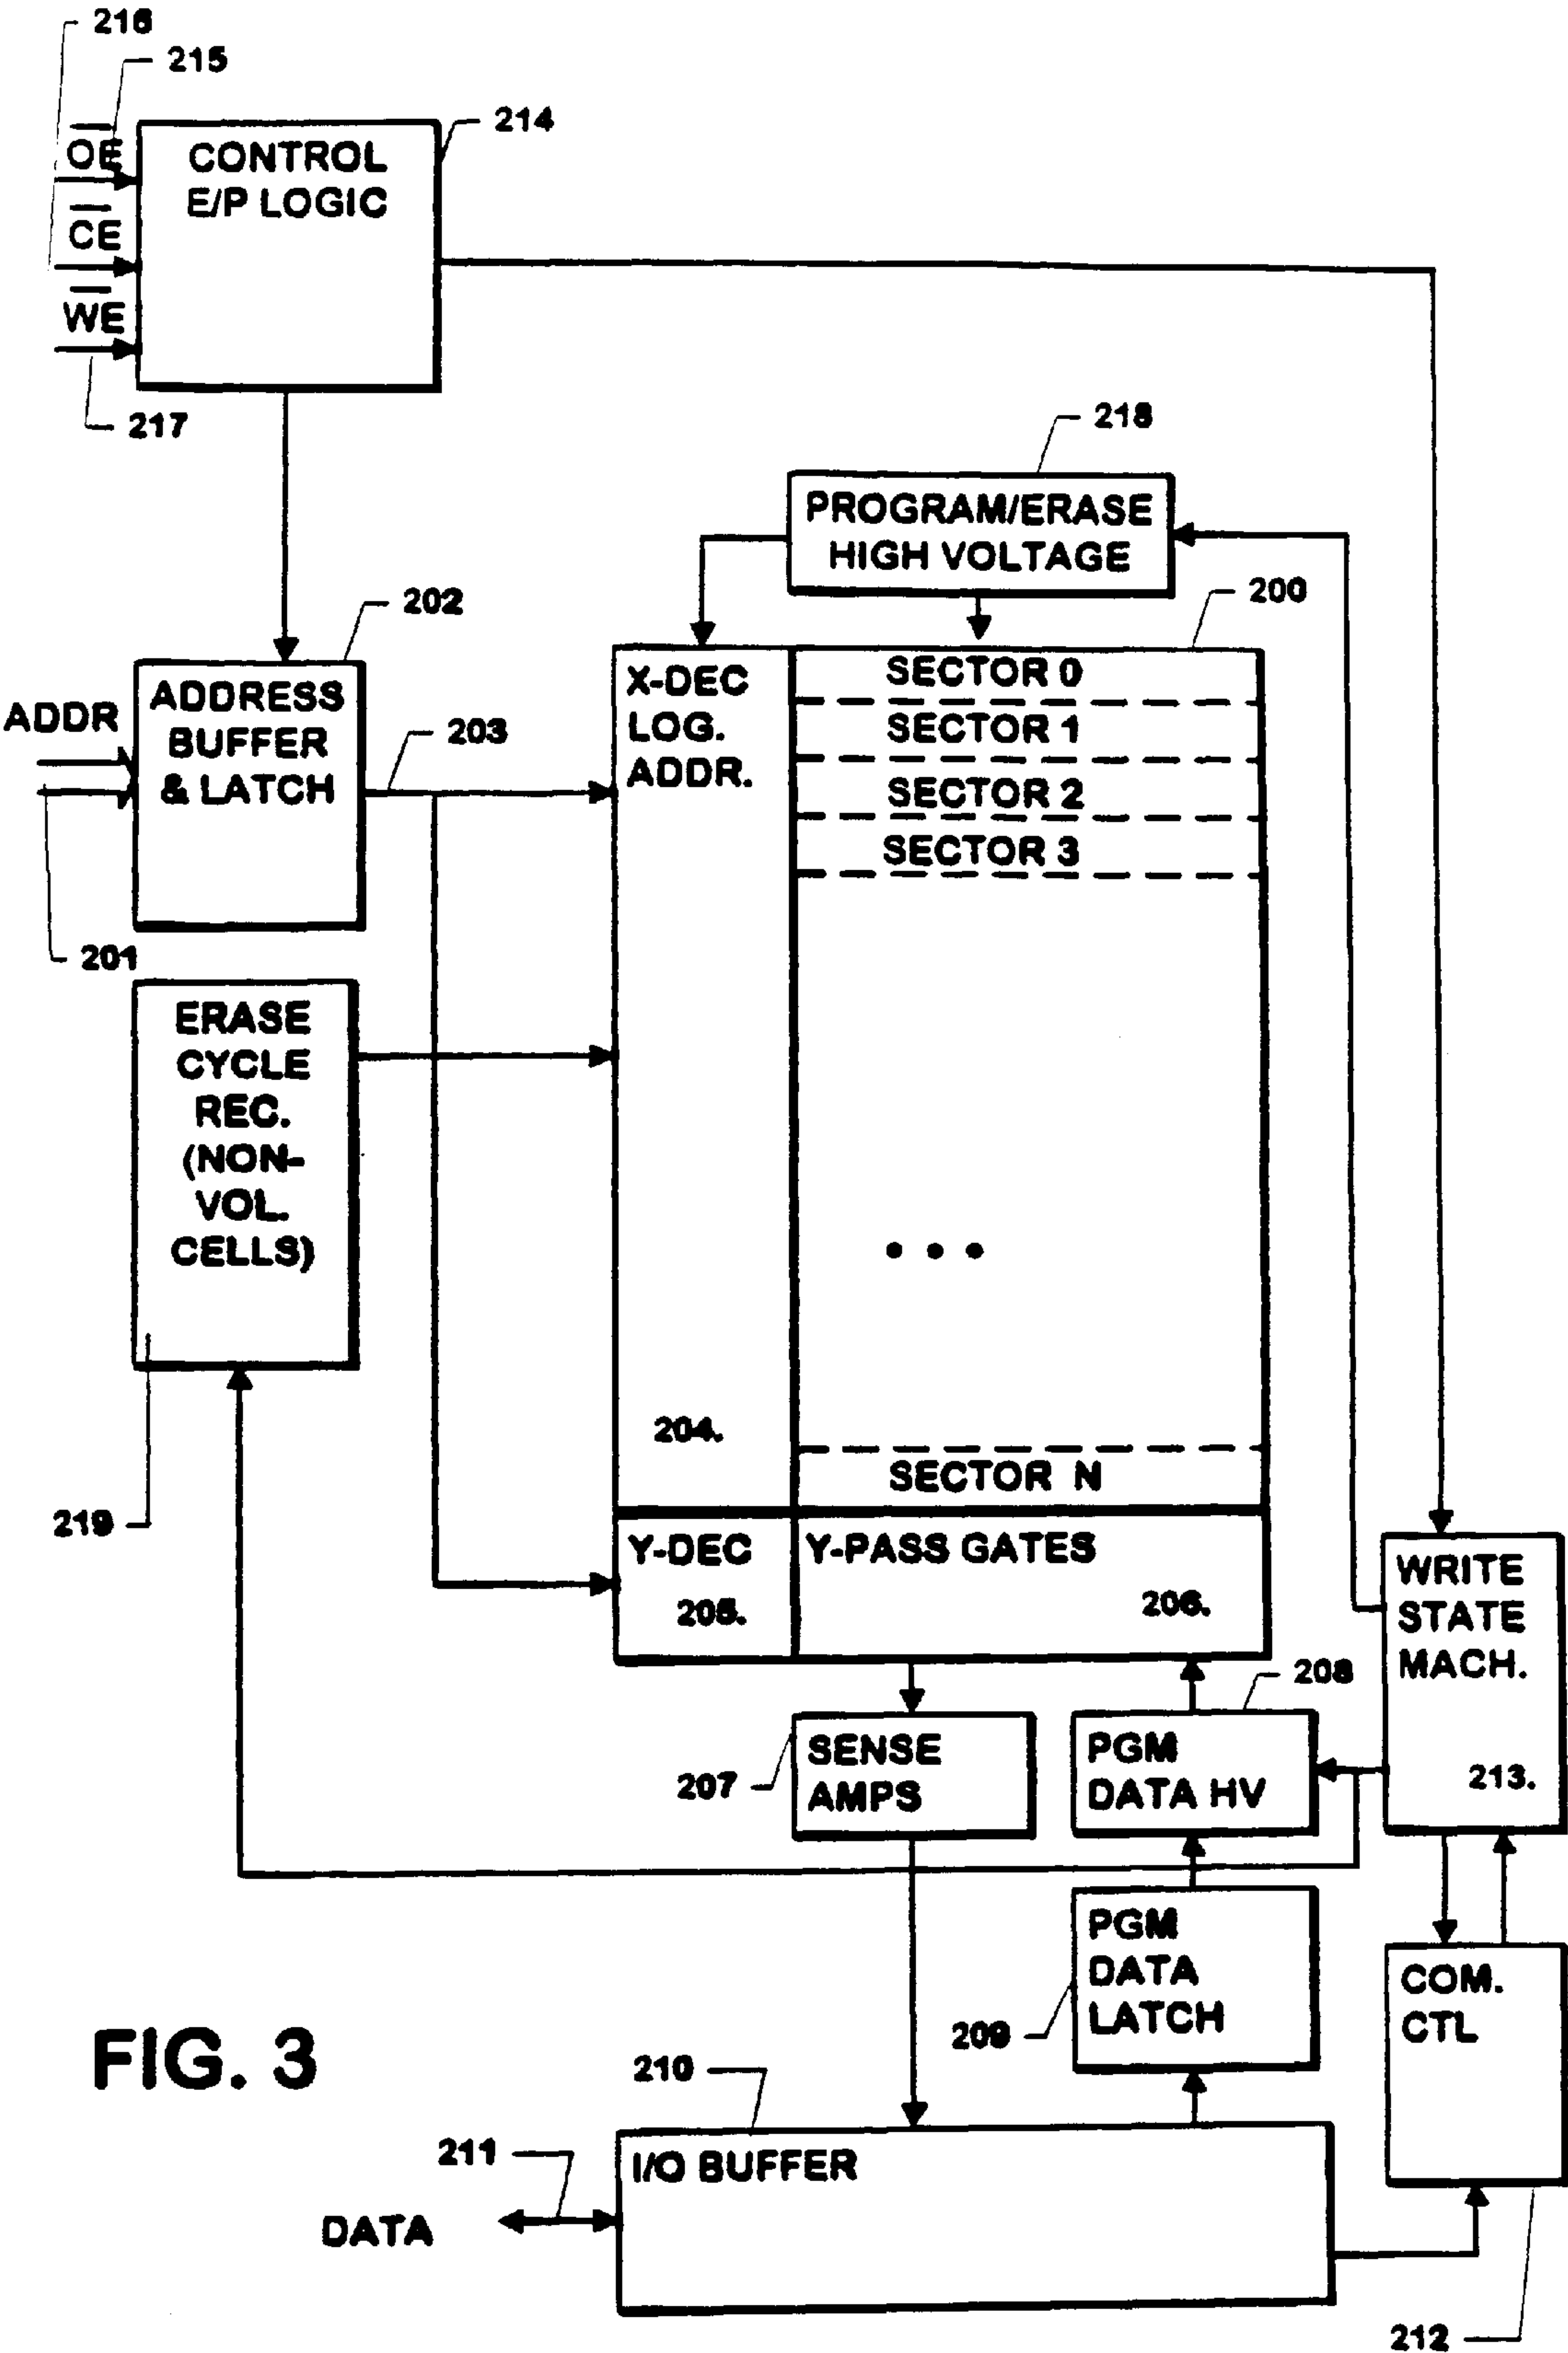 216
215
214
OE
CONTROL
E/P LOGIC
CE
WE
217
218
PROGRAM/ERASE
HIGH VOLTAGE
202
200
ADDRESS
BUFFER
& LATCH
ADDR
203
201
X-DEC
LOG.
ADDR.
SECTOR 0
SECTOR 1
SECTOR 2
SECTOR 3
ERASE
CYCLE
REC.
(NON-
VOL.
CELLS)
• • •
204.
SECTOR N
219
Y-DEC
205.
Y-PASS GATES
206.
WRITE
STATE
MACH.
213.
208
207
SENSE
AMPS
PGM
DATA HV
PGM
DATA
LATCH
209
COM.
CTL
FIG. 3
210
211
I/O BUFFER
DATA
212